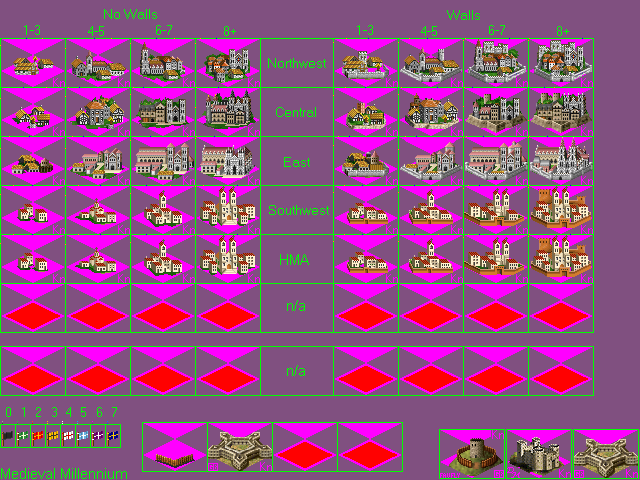 No Walls Walls
1-3 4-5 6-7 8+ 1-3 4-5 6-7 8+
Northwest
Central
East
Southwest
HMA
n/a
n/a
0 1 2 3 4 5 6 7
Medieval Millennium